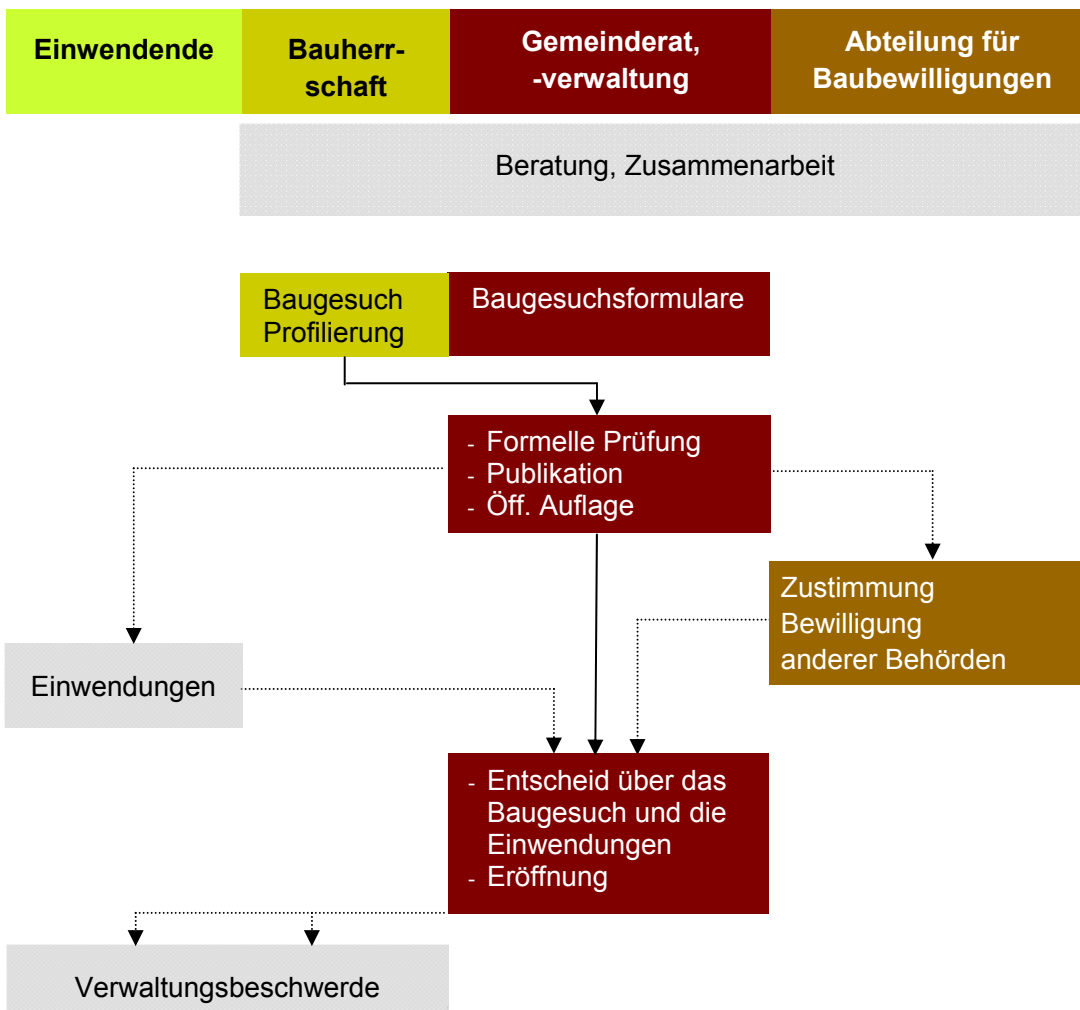 Einwendende
Bauherr-
schaft
Gemeinderat,
-verwaltung
Abteilung für
Baubewilligungen
Beratung, Zusammenarbeit
Baugesuch
Profilierung
Baugesuchsformulare
- Formelle Prüfung
- Publikation
- Öff. Auflage
Zustimmung
Bewilligung
anderer Behörden
Einwendungen
- Entscheid über das
Baugesuch und die
Einwendungen
- Eröffnung
Verwaltungsbeschwerde